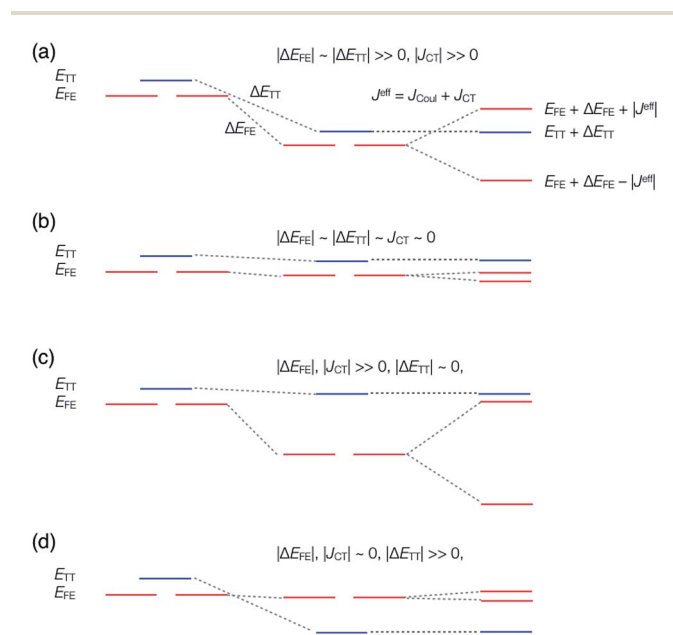 (a)
|ΔE_FE| ~ |ΔE_TT| >> 0, |J_CT| >> 0
E_TT
E_FE
ΔE_TT
ΔE_FE
J^eff = J_Coul + J_CT
E_FE + ΔE_FE + |J^eff|
E_TT + ΔE_TT
E_FE + ΔE_FE – |J^eff|
(b)
|ΔE_FE| ~ |ΔE_TT| ~ J_CT ~ 0
E_TT
E_FE
(c)
|ΔE_FE|, |J_CT| >> 0, |ΔE_TT| ~ 0,
E_TT
E_FE
(d)
|ΔE_FE|, |J_CT| ~ 0, |ΔE_TT| >> 0,
E_TT
E_FE